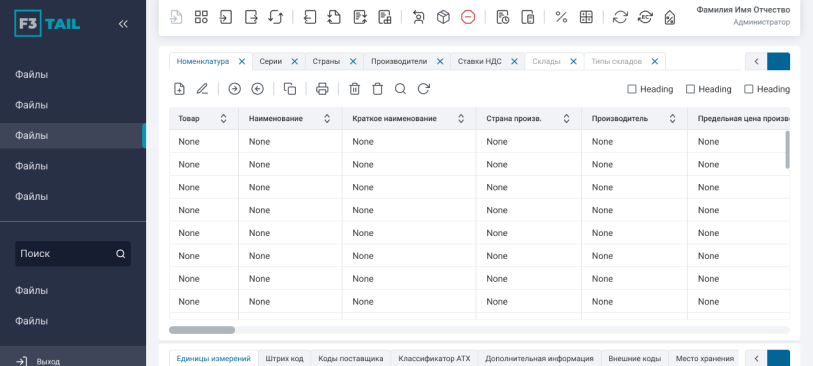 F3 TAIL
Фамилия Имя Отчество
Администратор
Файлы
Файлы
Файлы
Файлы
Файлы
Поиск
Файлы
Файлы
Выход
Номенклатура Серии Страны Производители Ставки НДС Склады Типы складов
Heading Heading Heading
Товар Наименование Краткое наименование Страна произв. Производитель Предельная цена произв
None None None None None None
None None None None None None
None None None None None None
None None None None None None
None None None None None None
None None None None None None
None None None None None None
None None None None None None
Единицы измерений Штрих код Коды поставщика Классификатор АТХ Дополнительная информация Внешние коды Место хранения